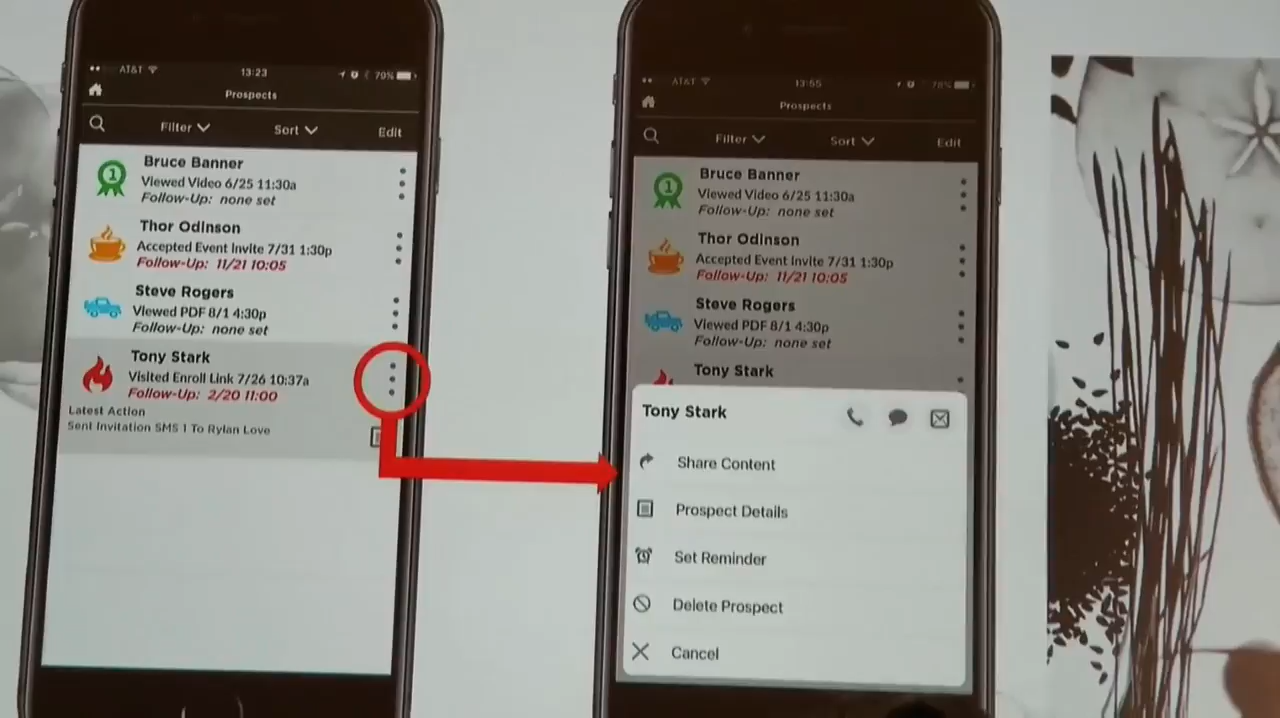 AT&T 13:23 79%
Prospects
Filter Sort Edit
1
Bruce Banner
Viewed Video 6/25 11:30a
Follow-Up: none set
Thor Odinson
Accepted Event Invite 7/31 1:30p
Follow-Up: 11/21 10:05
Steve Rogers
Viewed PDF 8/1 4:30p
Follow-Up: none set
Tony Stark
Visited Enroll Link 7/26 10:37a
Follow-Up: 2/20 11:00
Latest Action
Sent Invitation SMS 1 To Rylan Love
AT&T 13:55 78%
Prospects
Filter Sort Edit
1
Bruce Banner
Viewed Video 6/25 11:30a
Follow-Up: none set
Thor Odinson
Accepted Event Invite 7/31 1:30p
Follow-Up: 11/21 10:05
Steve Rogers
Viewed PDF 8/1 4:30p
Follow-Up: none set
Tony Stark
Tony Stark
Share Content
Prospect Details
Set Reminder
Delete Prospect
Cancel